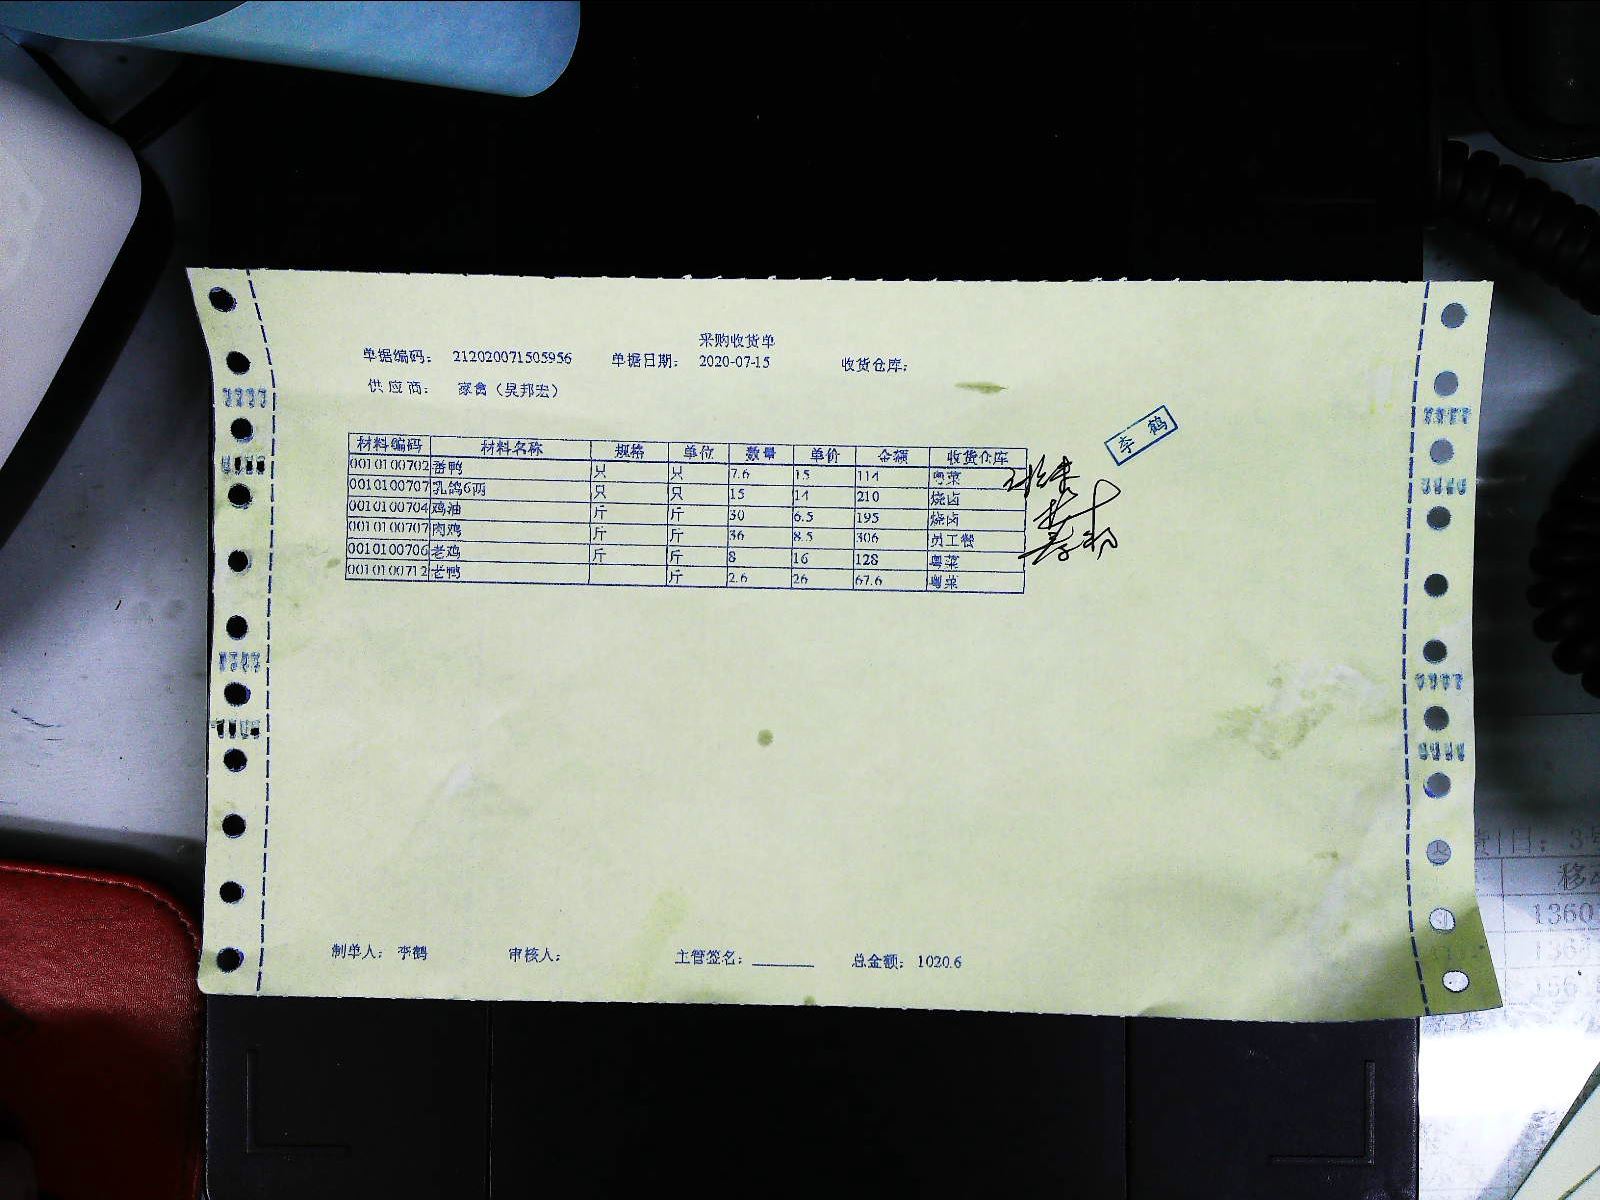 采购收货单
单据编码： 212020071505956 单据日期： 2020-07-15 收货仓库：
供应商： 家禽（吴邦宏）
李鹤
材料编码 材料名称 规格 单位 数量 单价 金额 收货仓库
0010100702 番鸭 只 只 7.6 15 114 粤菜
0010100707 乳鸽6两 只 只 15 14 210 烧卤
0010100704 鸡油 斤 斤 30 6.5 195 烧卤
0010100707 肉鸡 斤 斤 36 8.5 306 员工餐
0010100706 老鸡 斤 斤 8 16 128 粤菜
0010100712 老鸭 斤 2.6 26 67.6 粤菜
制单人： 李鹤 审核人： 主管签名： 总金额： 1020.6